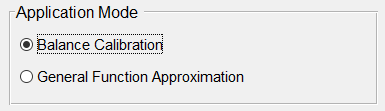 Application Mode
Balance Calibration
General Function Approximation